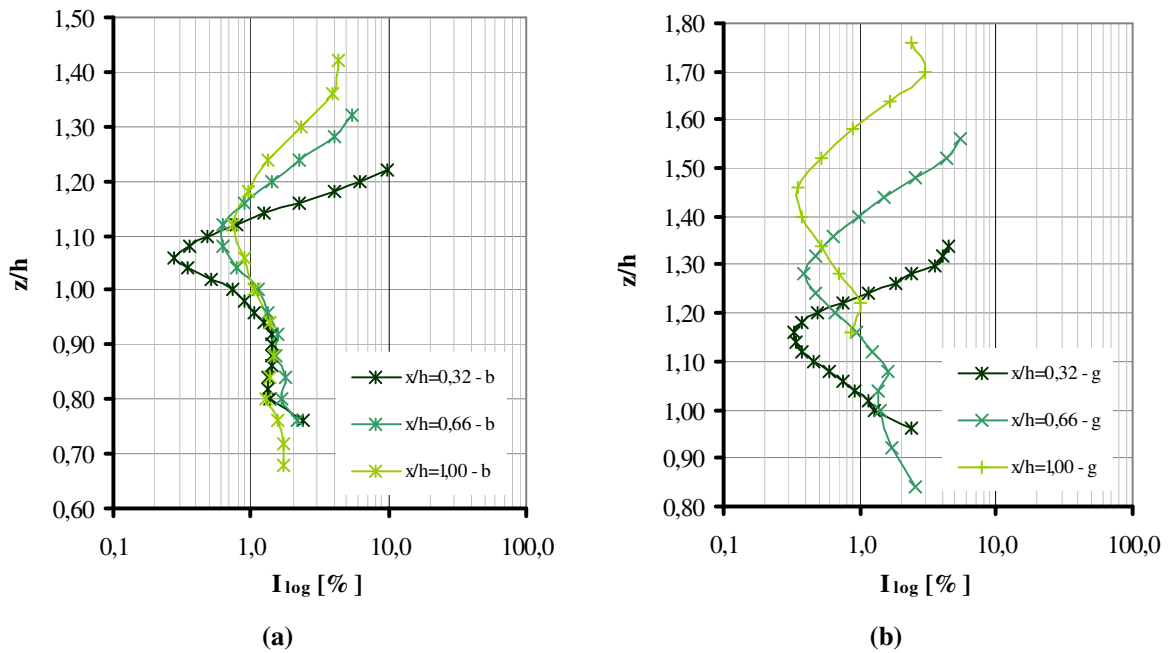 1,50
1,40
1,30
1,20
1,10
1,00
0,90
0,80
0,70
0,60
z/h
0,1
1,0
10,0
100,0
I log [% ]
x/h=0,32 - b
x/h=0,66 - b
x/h=1,00 - b
(a)
1,80
1,70
1,60
1,50
1,40
1,30
1,20
1,10
1,00
0,90
0,80
z/h
0,1
1,0
10,0
100,0
I log [% ]
x/h=0,32 - g
x/h=0,66 - g
x/h=1,00 - g
(b)